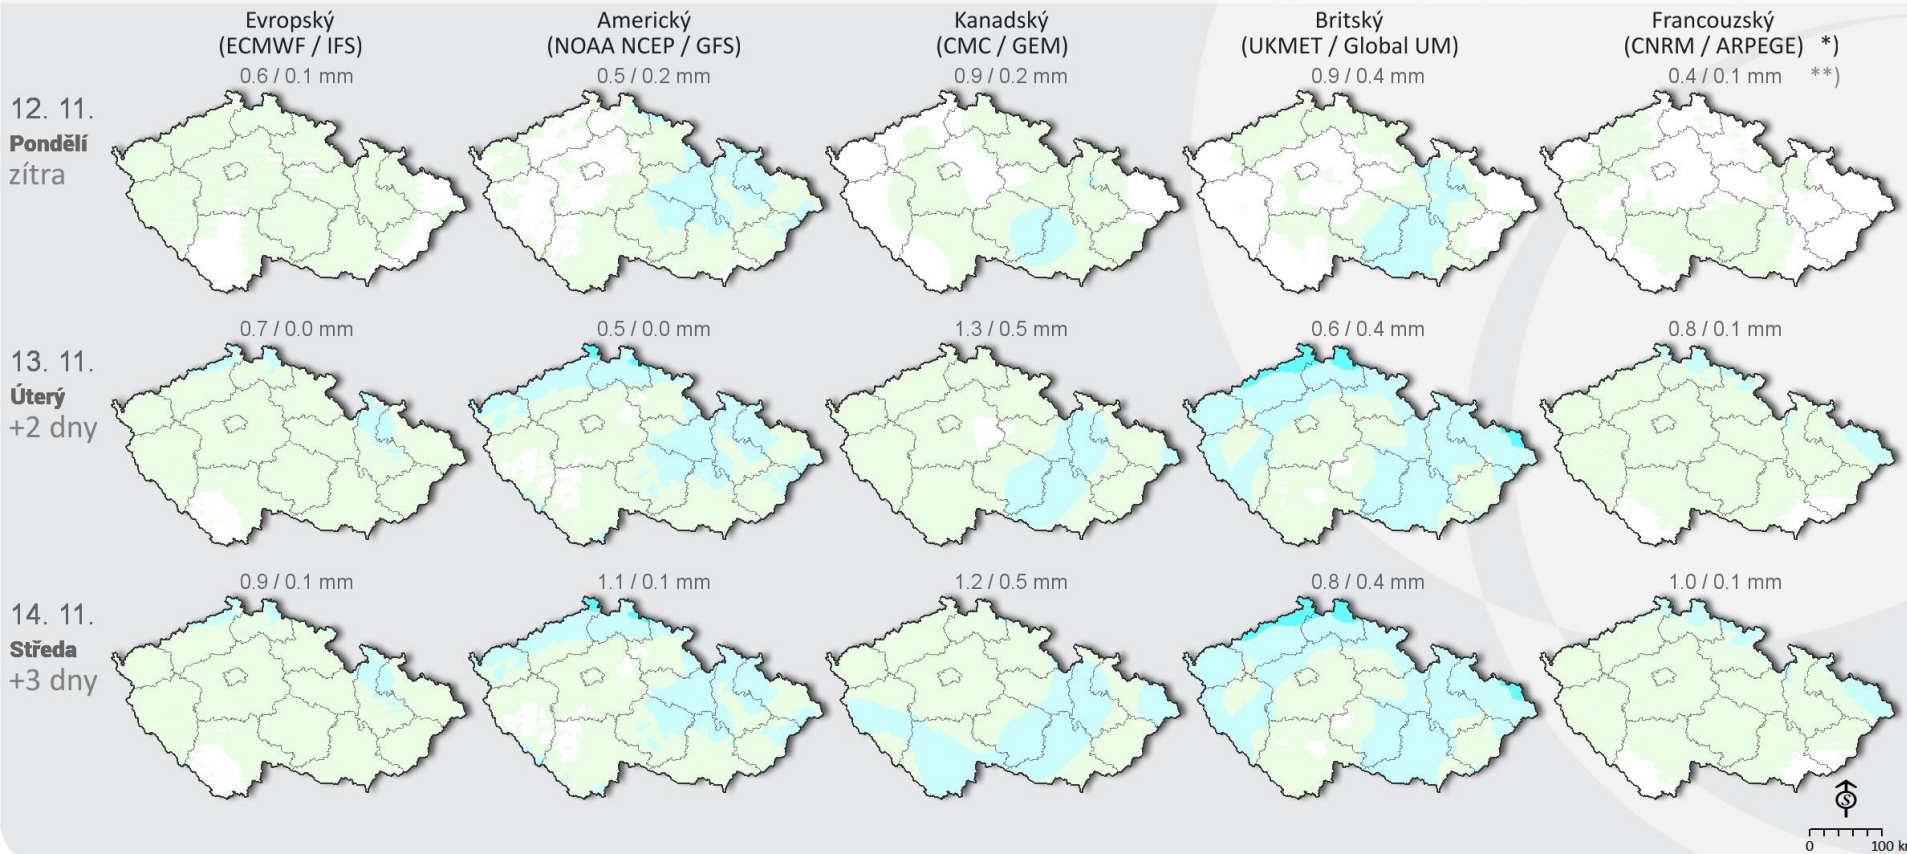 Evropský
(ECMWF / IFS)
0.6 / 0.1 mm
Americký
(NOAA NCEP / GFS)
0.5 / 0.2 mm
Kanadský
(CMC / GEM)
0.9 / 0.2 mm
Britský
(UKMET / Global UM)
0.9 / 0.4 mm
Francouzský
(CNRM / ARPEGE) *)
0.4 / 0.1 mm **)
12. 11.
Pondělí
zítra
0.7 / 0.0 mm
0.5 / 0.0 mm
1.3 / 0.5 mm
0.6 / 0.4 mm
0.8 / 0.1 mm
13. 11.
Úterý
+2 dny
0.9 / 0.1 mm
1.1 / 0.1 mm
1.2 / 0.5 mm
0.8 / 0.4 mm
1.0 / 0.1 mm
14. 11.
Středa
+3 dny
S
0 100 km